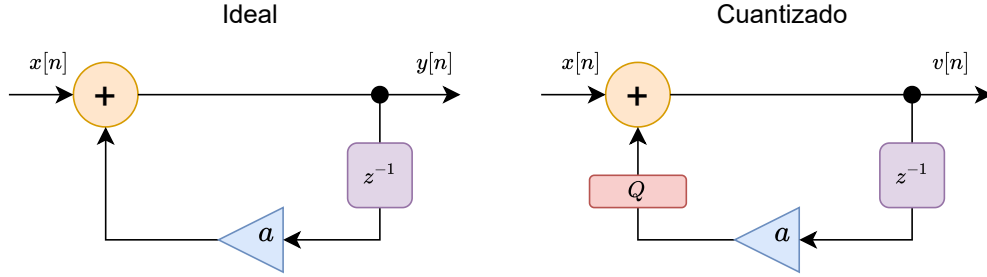 Ideal
Cuantizado
x[n]
y[n]
x[n]
v[n]
+
+
z⁻¹
z⁻¹
Q
a
a